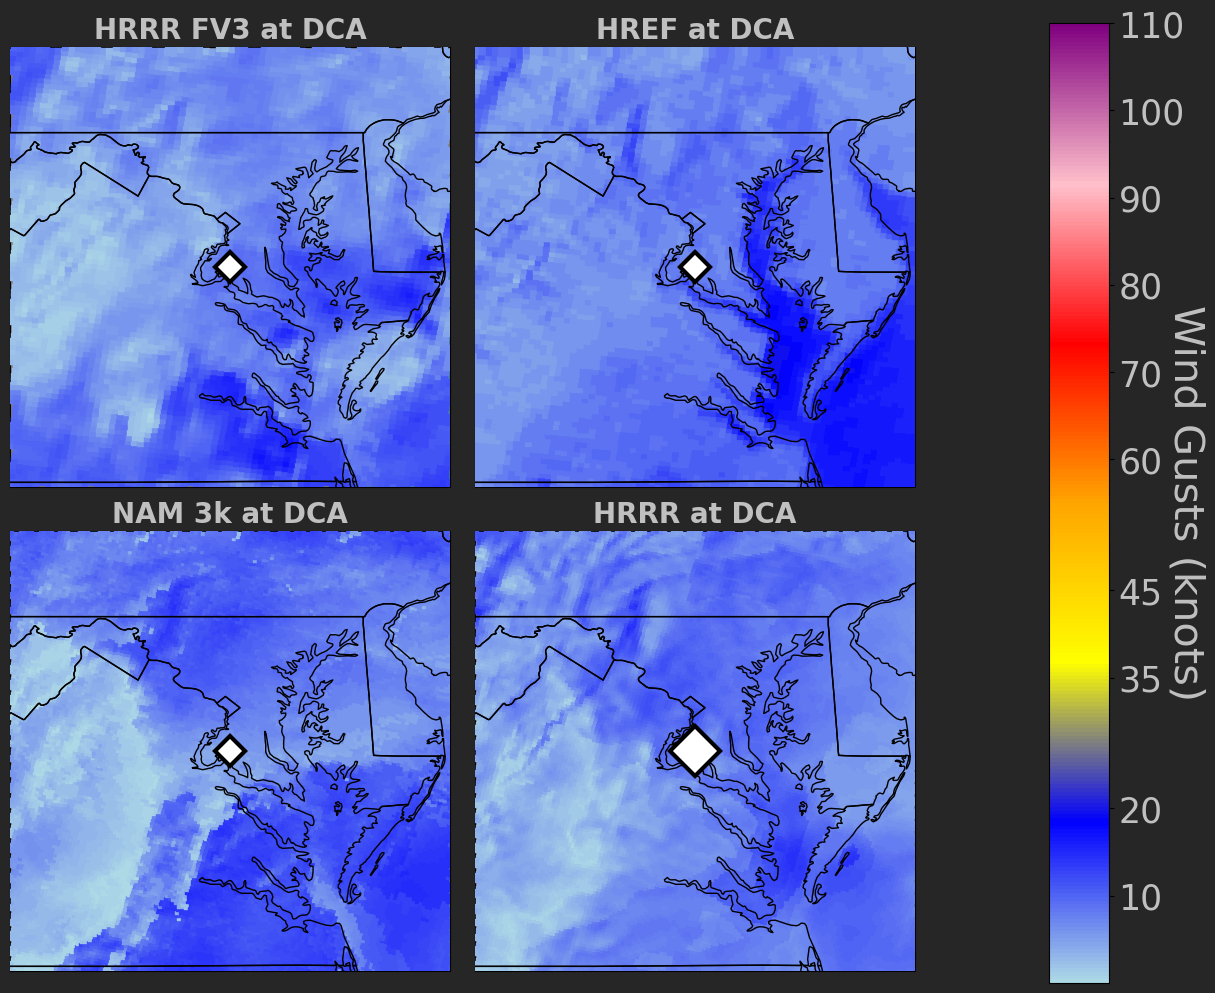 HRRR FV3 at DCA
HREF at DCA
NAM 3k at DCA
HRRR at DCA
110
100
90
80
70
60
45
35
20
10
Wind Gusts (knots)